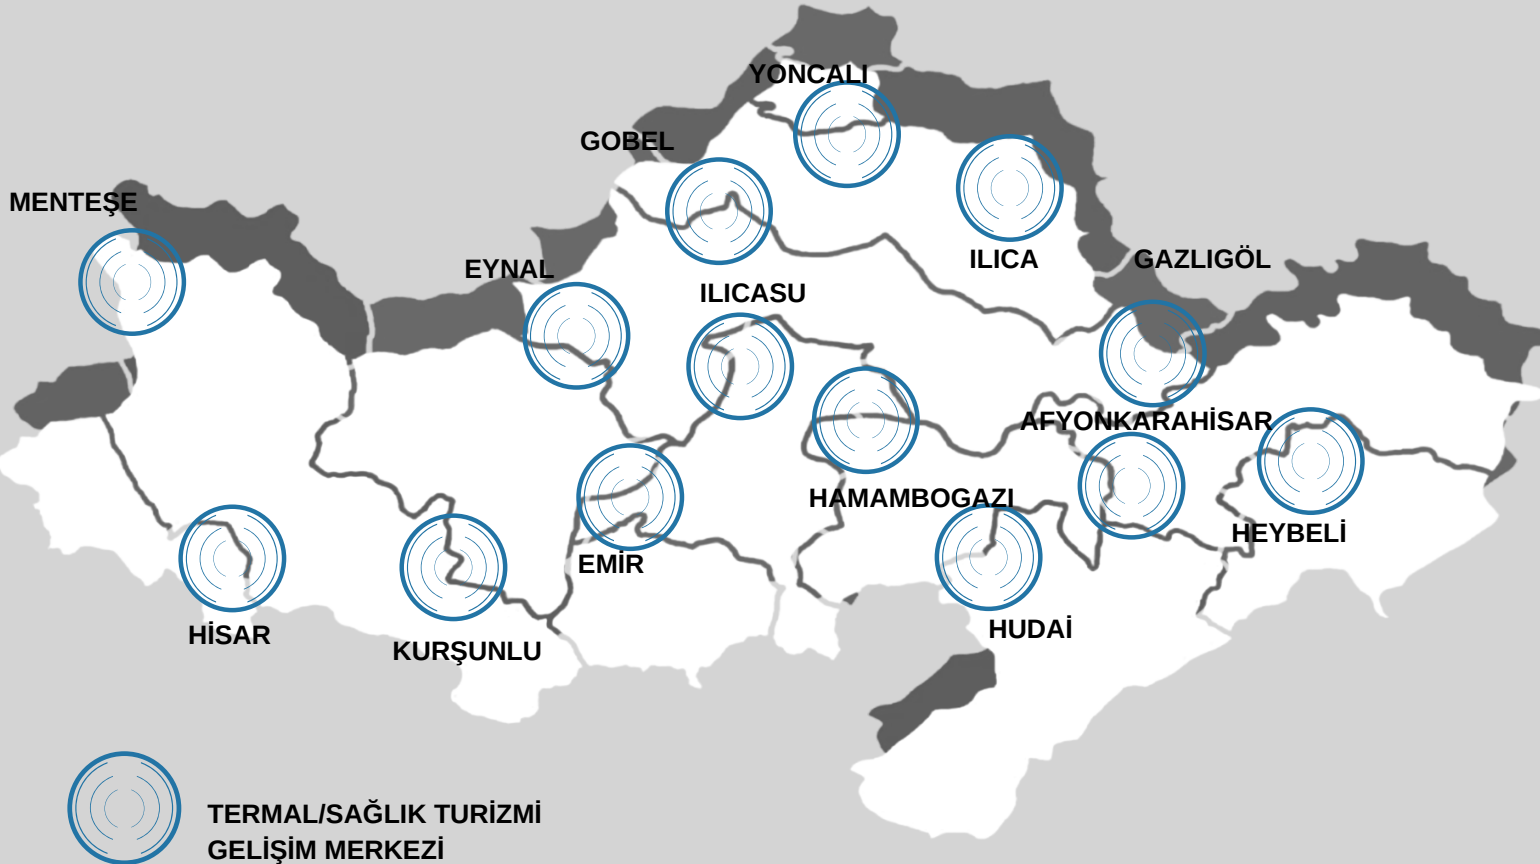 YONCALI
GOBEL
MENTEŞE
ILICA
GAZLIGÖL
EYNAL
ILICASU
AFYONKARAHİSAR
HAMAMBOGAZI
HEYBELİ
EMİR
HİSAR
HUDAİ
KURŞUNLU
TERMAL/SAĞLIK TURİZMİ
GELİŞİM MERKEZİ